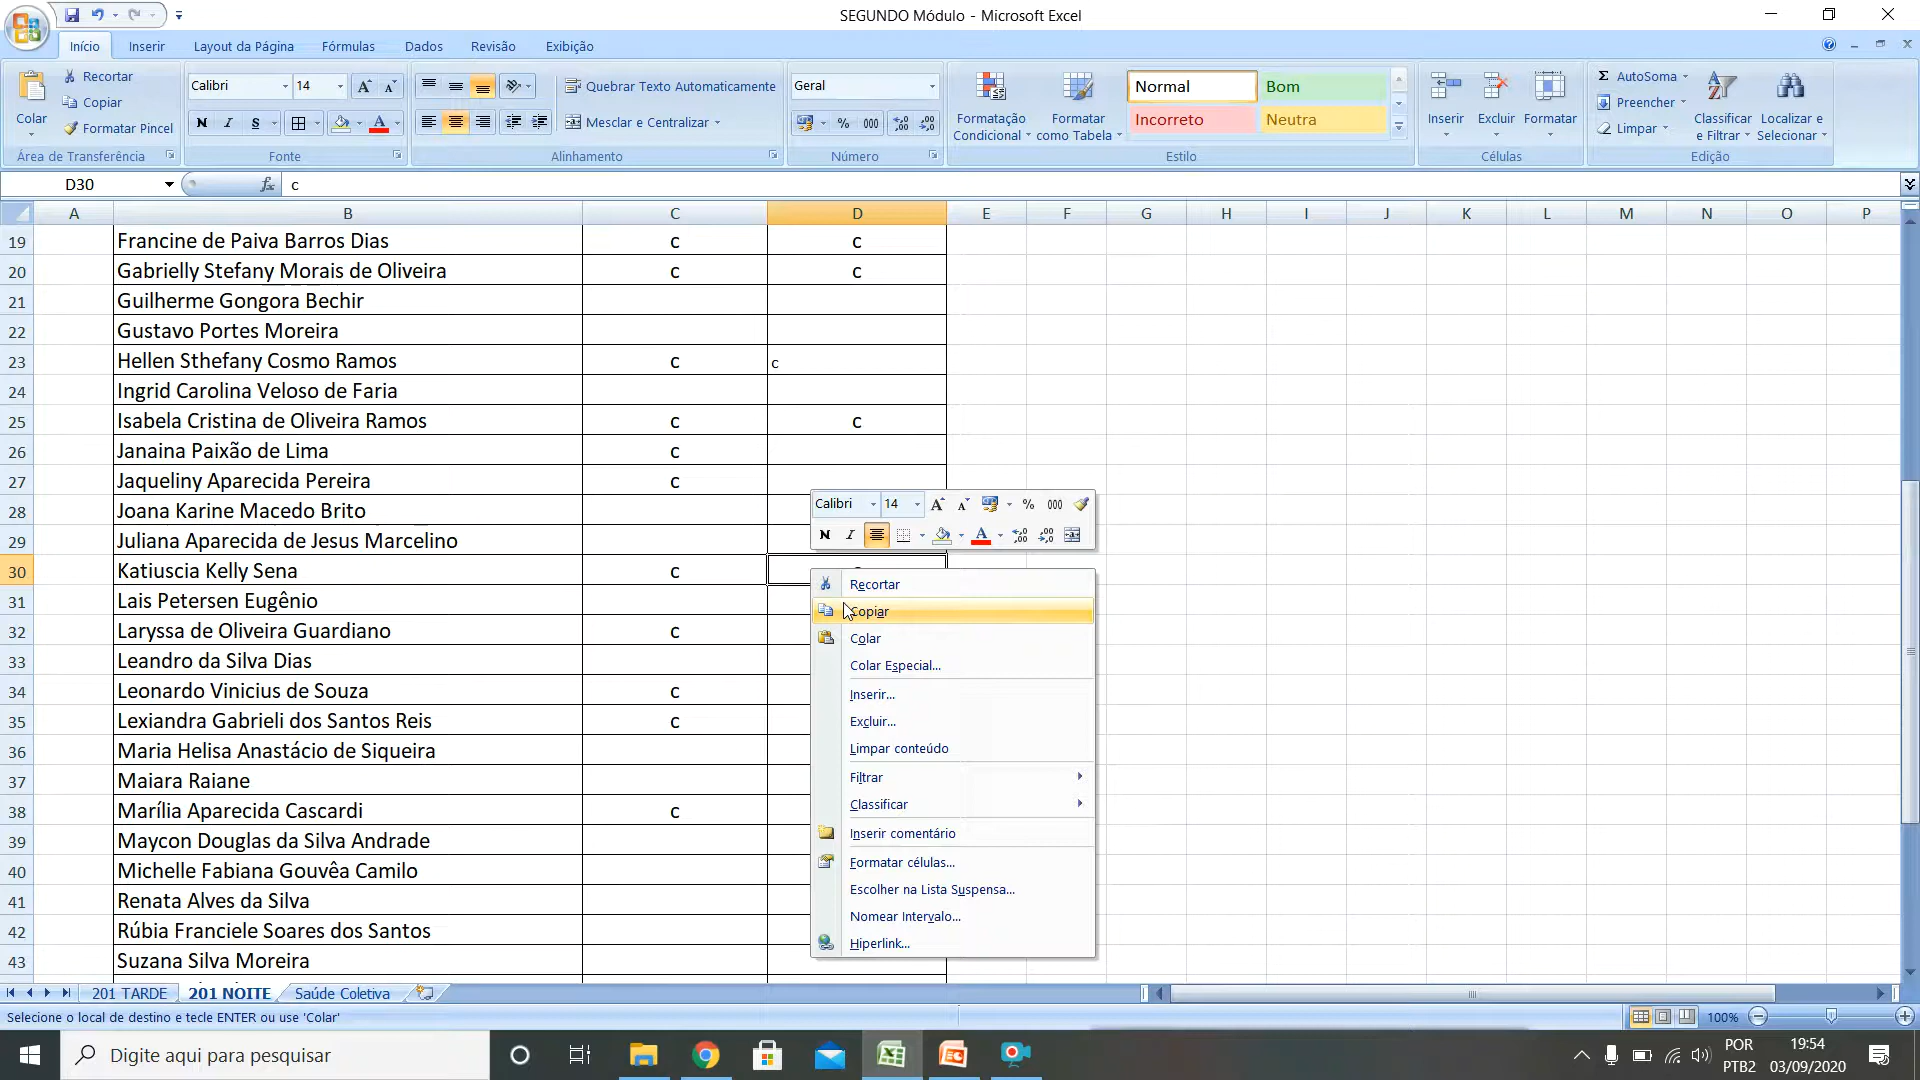 SEGUNDO Módulo - Microsoft Excel
Início Inserir Layout da Página Fórmulas Dados Revisão Exibição
Colar
Recortar
Copiar
Formatar Pincel
Área de Transferência
Calibri 14
N I S
Fonte
Quebrar Texto Automaticamente
Mesclar e Centralizar
Alinhamento
Geral
% 000
Número
Formatação Condicional
Formatar como Tabela
Normal Bom
Incorreto Neutra
Estilo
Inserir Excluir Formatar
Células
Σ AutoSoma
Preencher
Limpar
Classificar e Filtrar
Localizar e Selecionar
Edição
D30 fx c
A B C D E F G H I J K L M N O P
19 Francine de Paiva Barros Dias c c
20 Gabrielly Stefany Morais de Oliveira c c
21 Guilherme Gongora Bechir
22 Gustavo Portes Moreira
23 Hellen Sthefany Cosmo Ramos c c
24 Ingrid Carolina Veloso de Faria
25 Isabela Cristina de Oliveira Ramos c c
26 Janaina Paixão de Lima c
27 Jaqueliny Aparecida Pereira c
28 Joana Karine Macedo Brito
29 Juliana Aparecida de Jesus Marcelino
30 Katiuscia Kelly Sena c
31 Lais Petersen Eugênio
32 Laryssa de Oliveira Guardiano c
33 Leandro da Silva Dias
34 Leonardo Vinicius de Souza c
35 Lexiandra Gabrieli dos Santos Reis c
36 Maria Helisa Anastácio de Siqueira
37 Maiara Raiane
38 Marília Aparecida Cascardi c
39 Maycon Douglas da Silva Andrade
40 Michelle Fabiana Gouvêa Camilo
41 Renata Alves da Silva
42 Rúbia Franciele Soares dos Santos
43 Suzana Silva Moreira
Calibri 14 A A % 000
N I A
Recortar
Copiar
Colar
Colar Especial...
Inserir...
Excluir...
Limpar conteúdo
Filtrar
Classificar
Inserir comentário
Formatar células...
Escolher na Lista Suspensa...
Nomear Intervalo...
Hiperlink...
201 TARDE 201 NOITE Saúde Coletiva
Selecione o local de destino e tecle ENTER ou use 'Colar'
100%
Digite aqui para pesquisar
POR
PTB2
19:54
03/09/2020